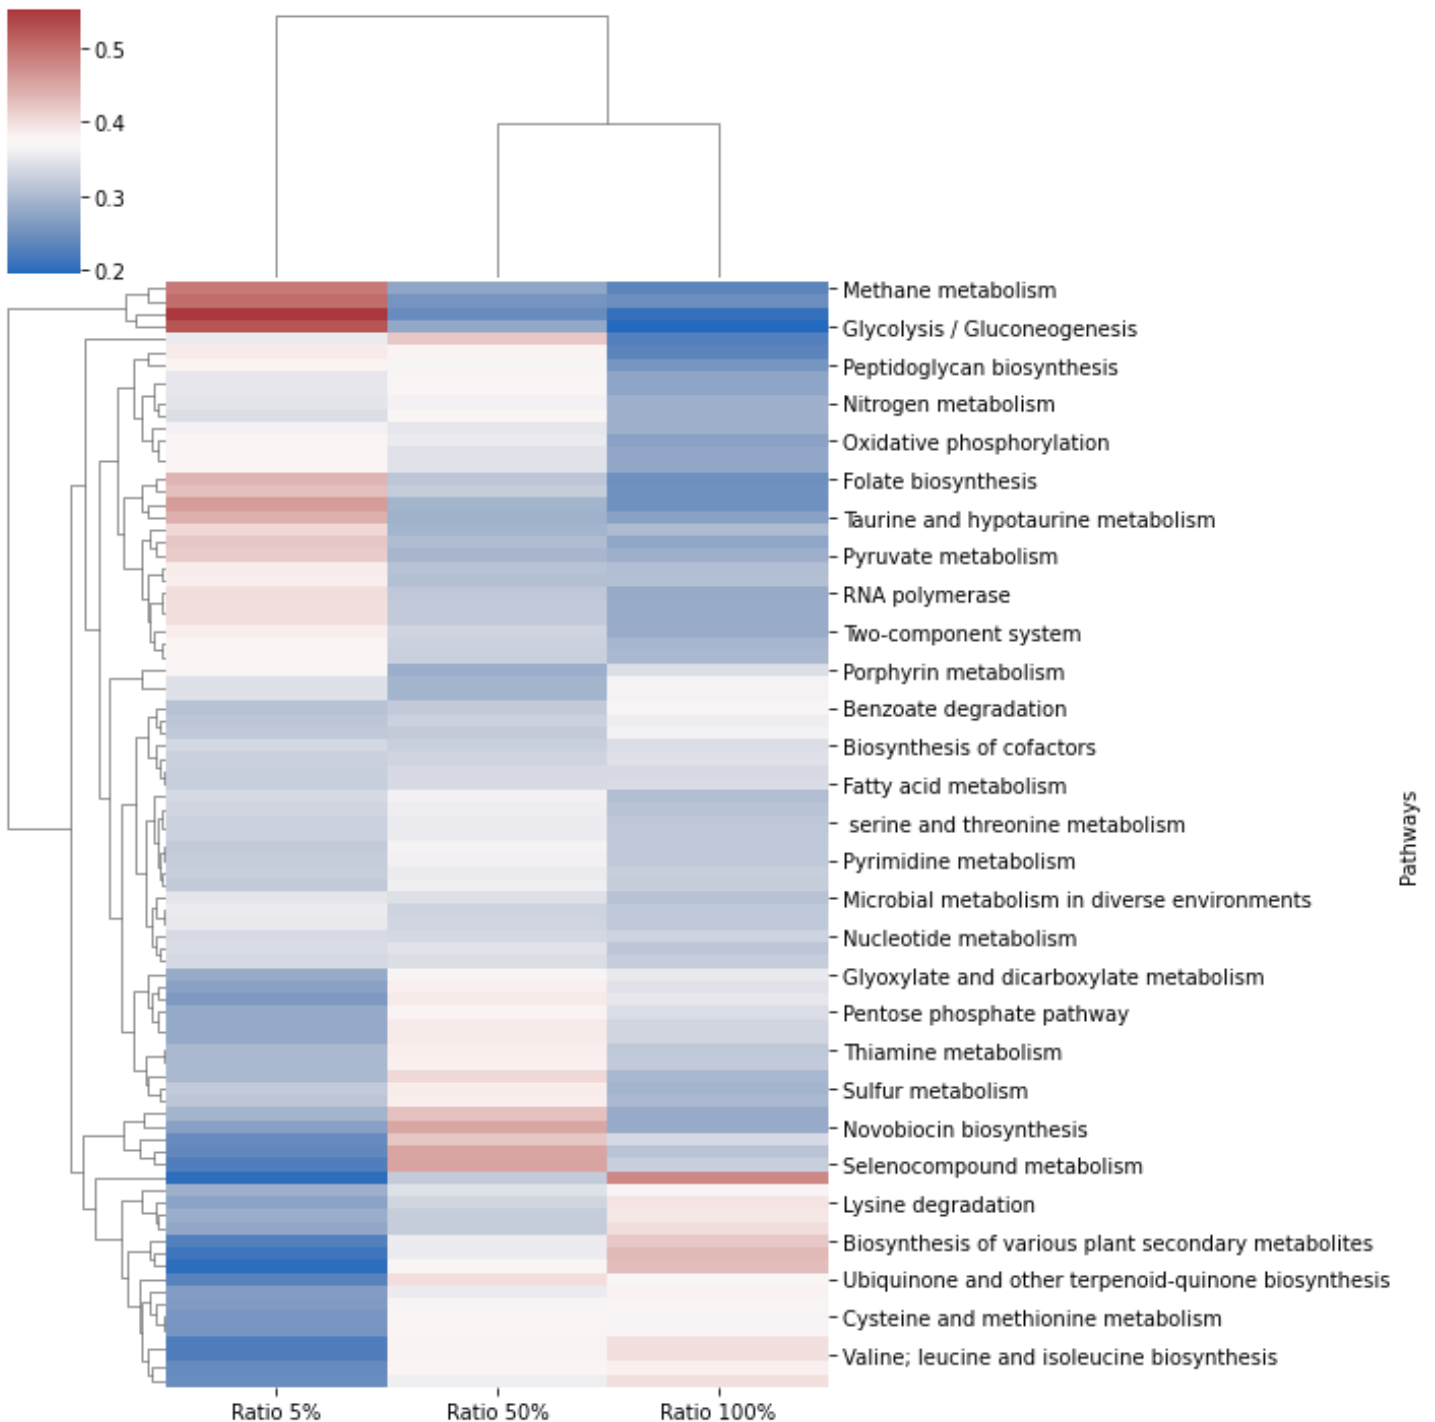 0.5
0.4
0.3
0.2
Methane metabolism
Glycolysis / Gluconeogenesis
Peptidoglycan biosynthesis
Nitrogen metabolism
Oxidative phosphorylation
Folate biosynthesis
Taurine and hypotaurine metabolism
Pyruvate metabolism
RNA polymerase
Two-component system
Porphyrin metabolism
Benzoate degradation
Biosynthesis of cofactors
Fatty acid metabolism
serine and threonine metabolism
Pyrimidine metabolism
Microbial metabolism in diverse environments
Nucleotide metabolism
Glyoxylate and dicarboxylate metabolism
Pentose phosphate pathway
Thiamine metabolism
Sulfur metabolism
Novobiocin biosynthesis
Selenocompound metabolism
Lysine degradation
Biosynthesis of various plant secondary metabolites
Ubiquinone and other terpenoid-quinone biosynthesis
Cysteine and methionine metabolism
Valine; leucine and isoleucine biosynthesis
Pathways
Ratio 5%
Ratio 50%
Ratio 100%